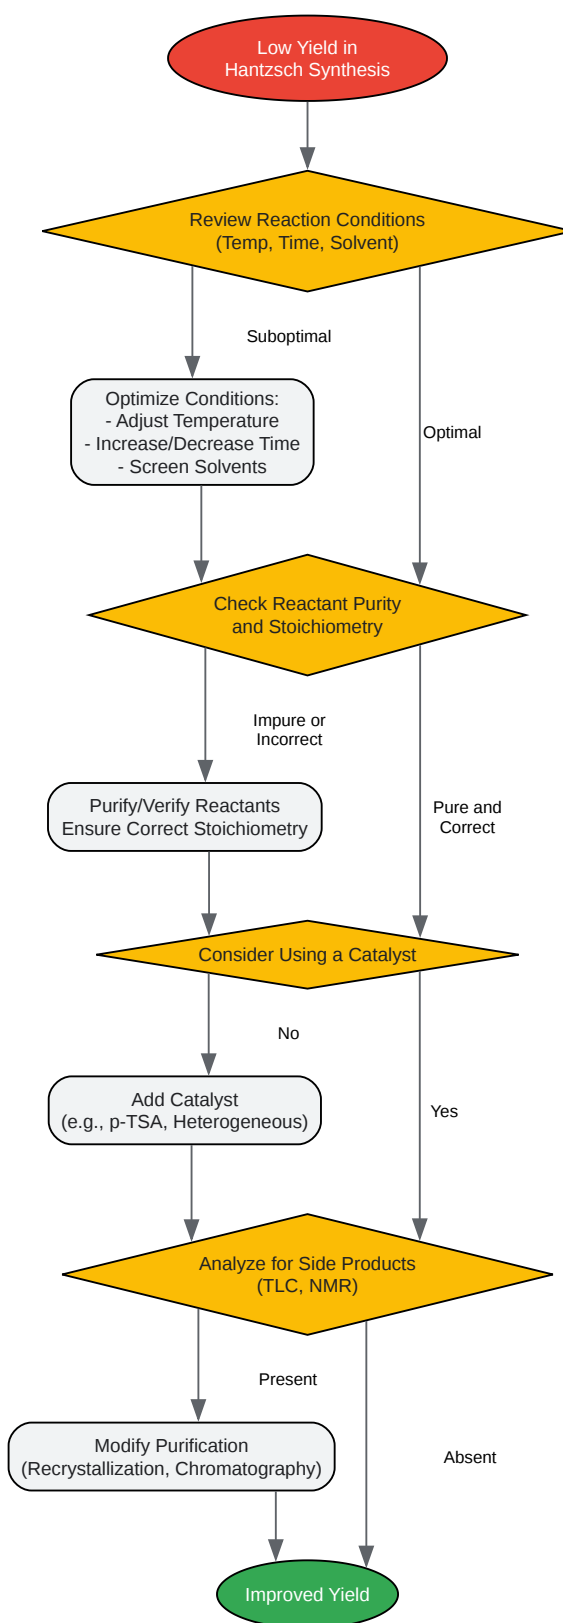 Low Yield in
Hantzsch Synthesis
Review Reaction Conditions
(Temp, Time, Solvent)
Suboptimal
Optimize Conditions:
- Adjust Temperature
- Increase/Decrease Time
- Screen Solvents
Optimal
Check Reactant Purity
and Stoichiometry
Impure or
Incorrect
Purify/Verify Reactants
Ensure Correct Stoichiometry
Pure and
Correct
Consider Using a Catalyst
No
Add Catalyst
(e.g., p-TSA, Heterogeneous)
Yes
Analyze for Side Products
(TLC, NMR)
Present
Modify Purification
(Recrystallization, Chromatography)
Absent
Improved Yield